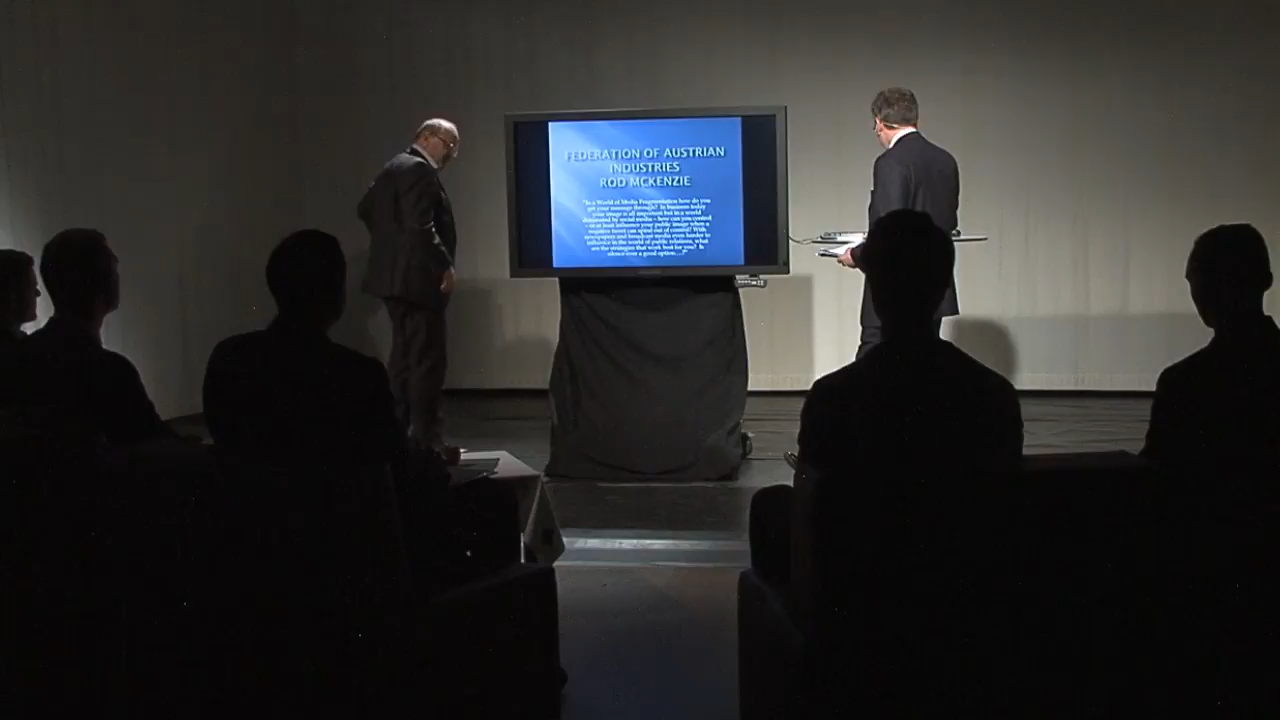 FEDERATION OF AUSTRIAN
INDUSTRIES
ROD MCKENZIE
"In a World of Media Fragmentation how do you
get your message through? In business today
your image is all important but in a world
dominated by social media – how can you control
– or at least influence your public image when a
negative tweet can spiral out of control? With
newspapers and broadcast media even harder to
influence in the world of public relations, what
are the strategies that work best for you? Is
silence ever a good option....?"